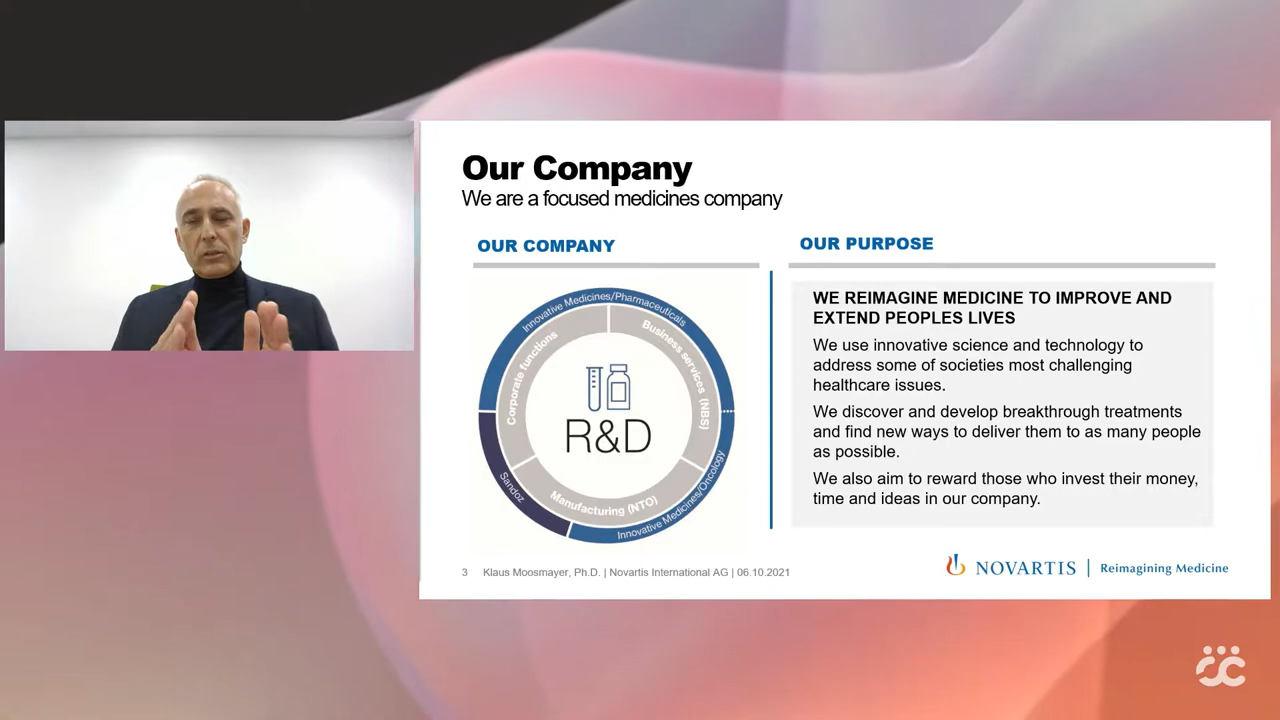 Our Company
We are a focused medicines company
OUR COMPANY
Innovative Medicines/Pharmaceuticals
Corporate functions
Business services (NBS)
R&D
Manufacturing (NTO)
Sandoz
Innovative Medicines/Oncology
OUR PURPOSE
WE REIMAGINE MEDICINE TO IMPROVE AND
EXTEND PEOPLES LIVES
We use innovative science and technology to
address some of societies most challenging
healthcare issues.
We discover and develop breakthrough treatments
and find new ways to deliver them to as many people
as possible.
We also aim to reward those who invest their money,
time and ideas in our company.
3 Klaus Moosmayer, Ph.D. | Novartis International AG | 06.10.2021
NOVARTIS | Reimagining Medicine